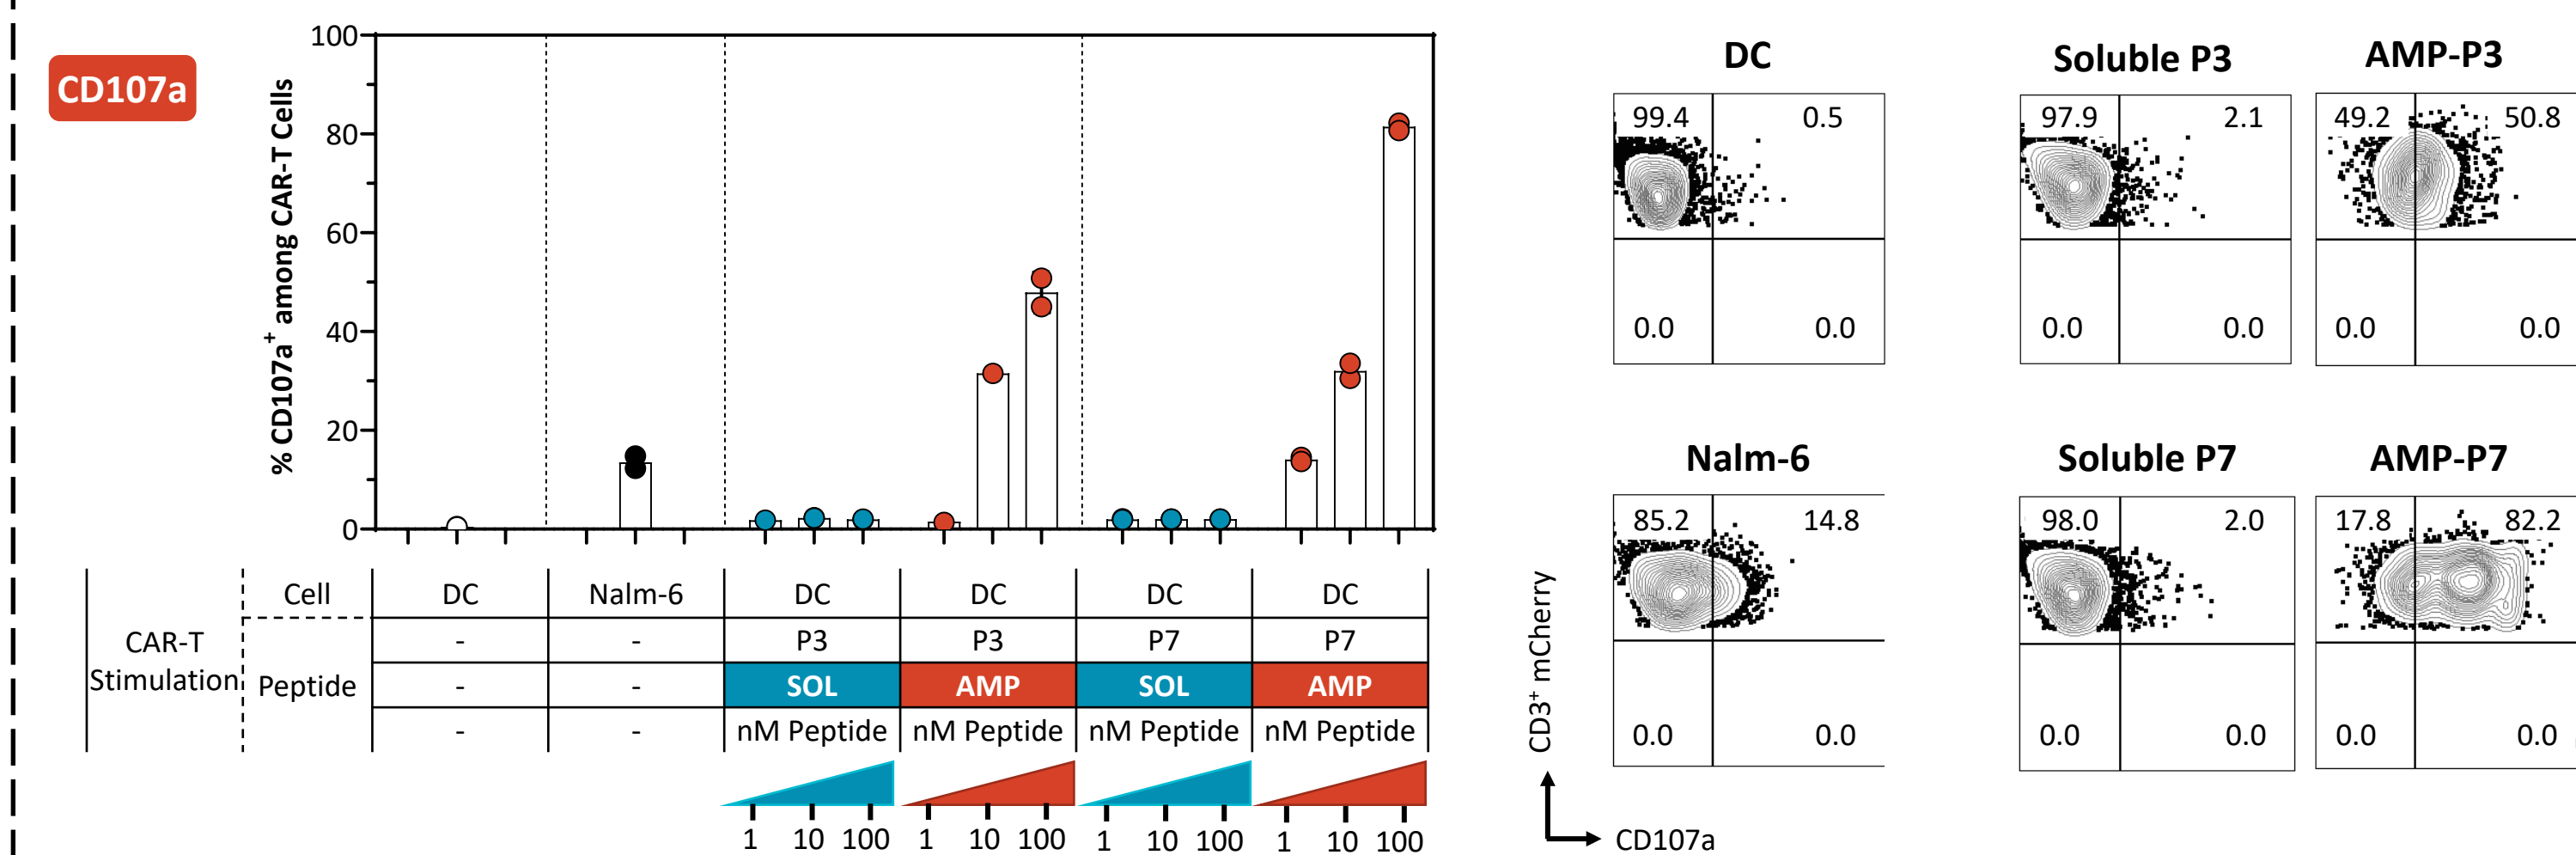 CD107a
% CD107a+ among CAR-T Cells
100
80
60
40
20
0
CAR-T
Stimulation
Cell
DC
Nalm-6
DC
DC
DC
DC
Peptide
-
-
P3
P3
P7
P7
-
-
SOL
AMP
SOL
AMP
-
-
nM Peptide
nM Peptide
nM Peptide
nM Peptide
1 10 100
1 10 100
1 10 100
1 10 100
DC
99.4 0.5
0.0 0.0
Soluble P3
97.9 2.1
0.0 0.0
AMP-P3
49.2 50.8
0.0 0.0
Nalm-6
85.2 14.8
0.0 0.0
Soluble P7
98.0 2.0
0.0 0.0
AMP-P7
17.8 82.2
0.0 0.0
CD3+ mCherry
CD107a